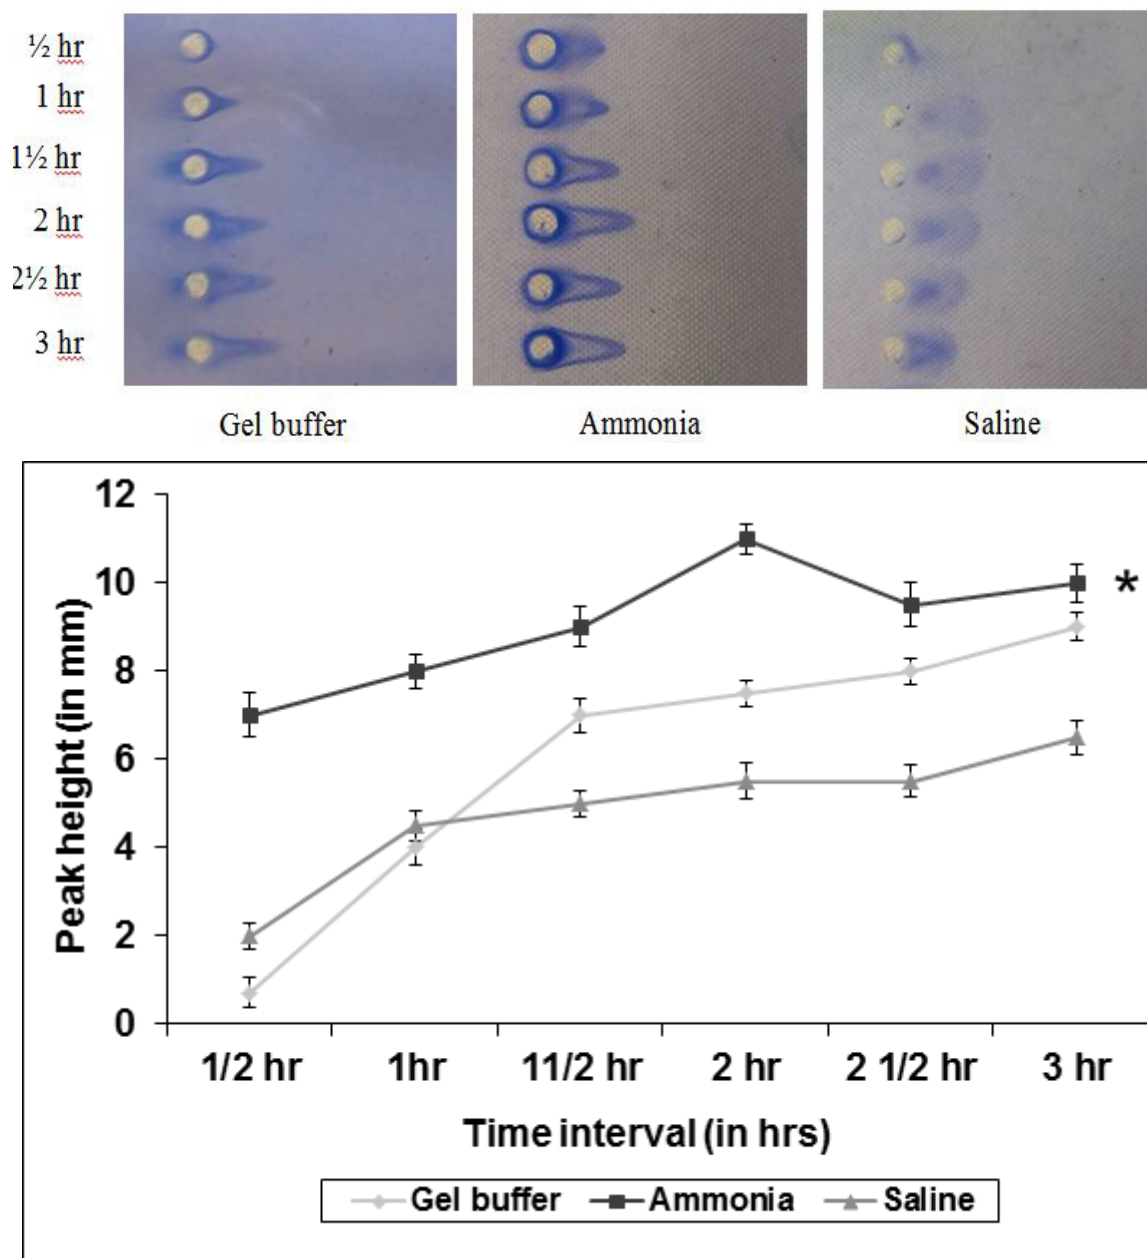 ½ hr
1 hr
1½ hr
2 hr
2½ hr
3 hr
Gel buffer Ammonia Saline
12
10
8
6
4
2
0
Peak height (in mm)
*
1/2 hr 1hr 11/2 hr 2 hr 2 1/2 hr 3 hr
Time interval (in hrs)
Gel buffer Ammonia Saline